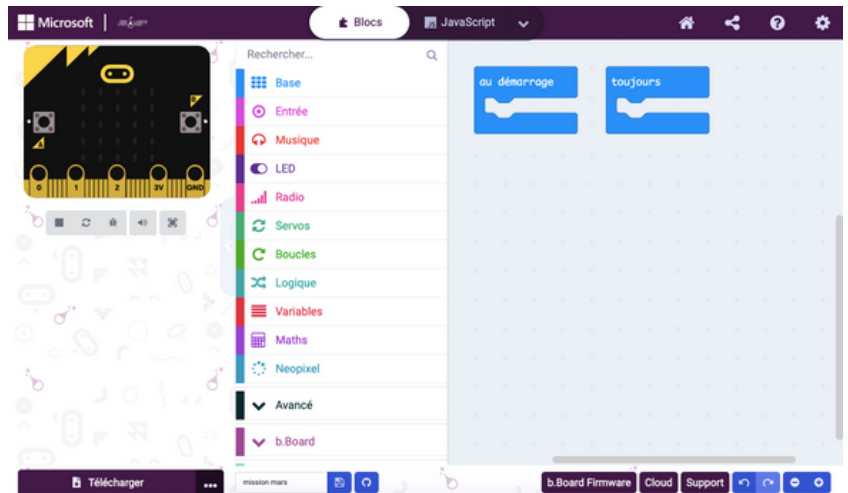 Microsoft
Blocs
JavaScript
Rechercher...
Base
Entrée
Musique
LED
Radio
Servos
Boucles
Logique
Variables
Maths
Neopixel
Avancé
b.Board
au démarrage
toujours
A
B
0 1 2 3V GND
Télécharger
mission mars
b.Board Firmware
Cloud
Support